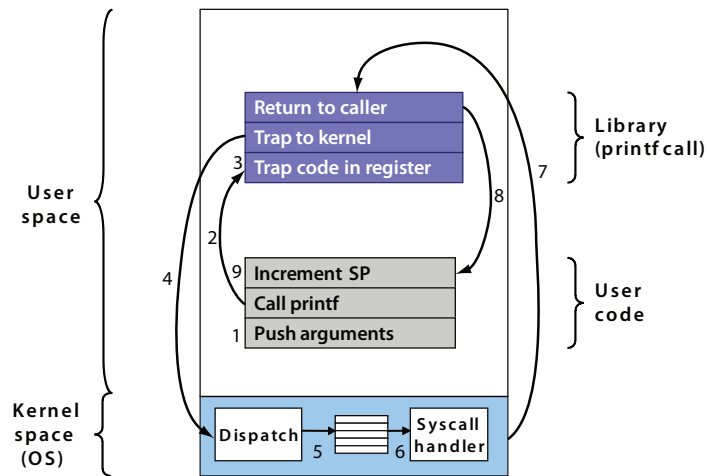 Return to caller
Trap to kernel
3
Trap code in register
Library
(printf call)
7
8
User
space
2
4
9
Increment SP
Call printf
1
Push arguments
User
code
Kernel
space
(OS)
Dispatch
5
6
Syscall
handler